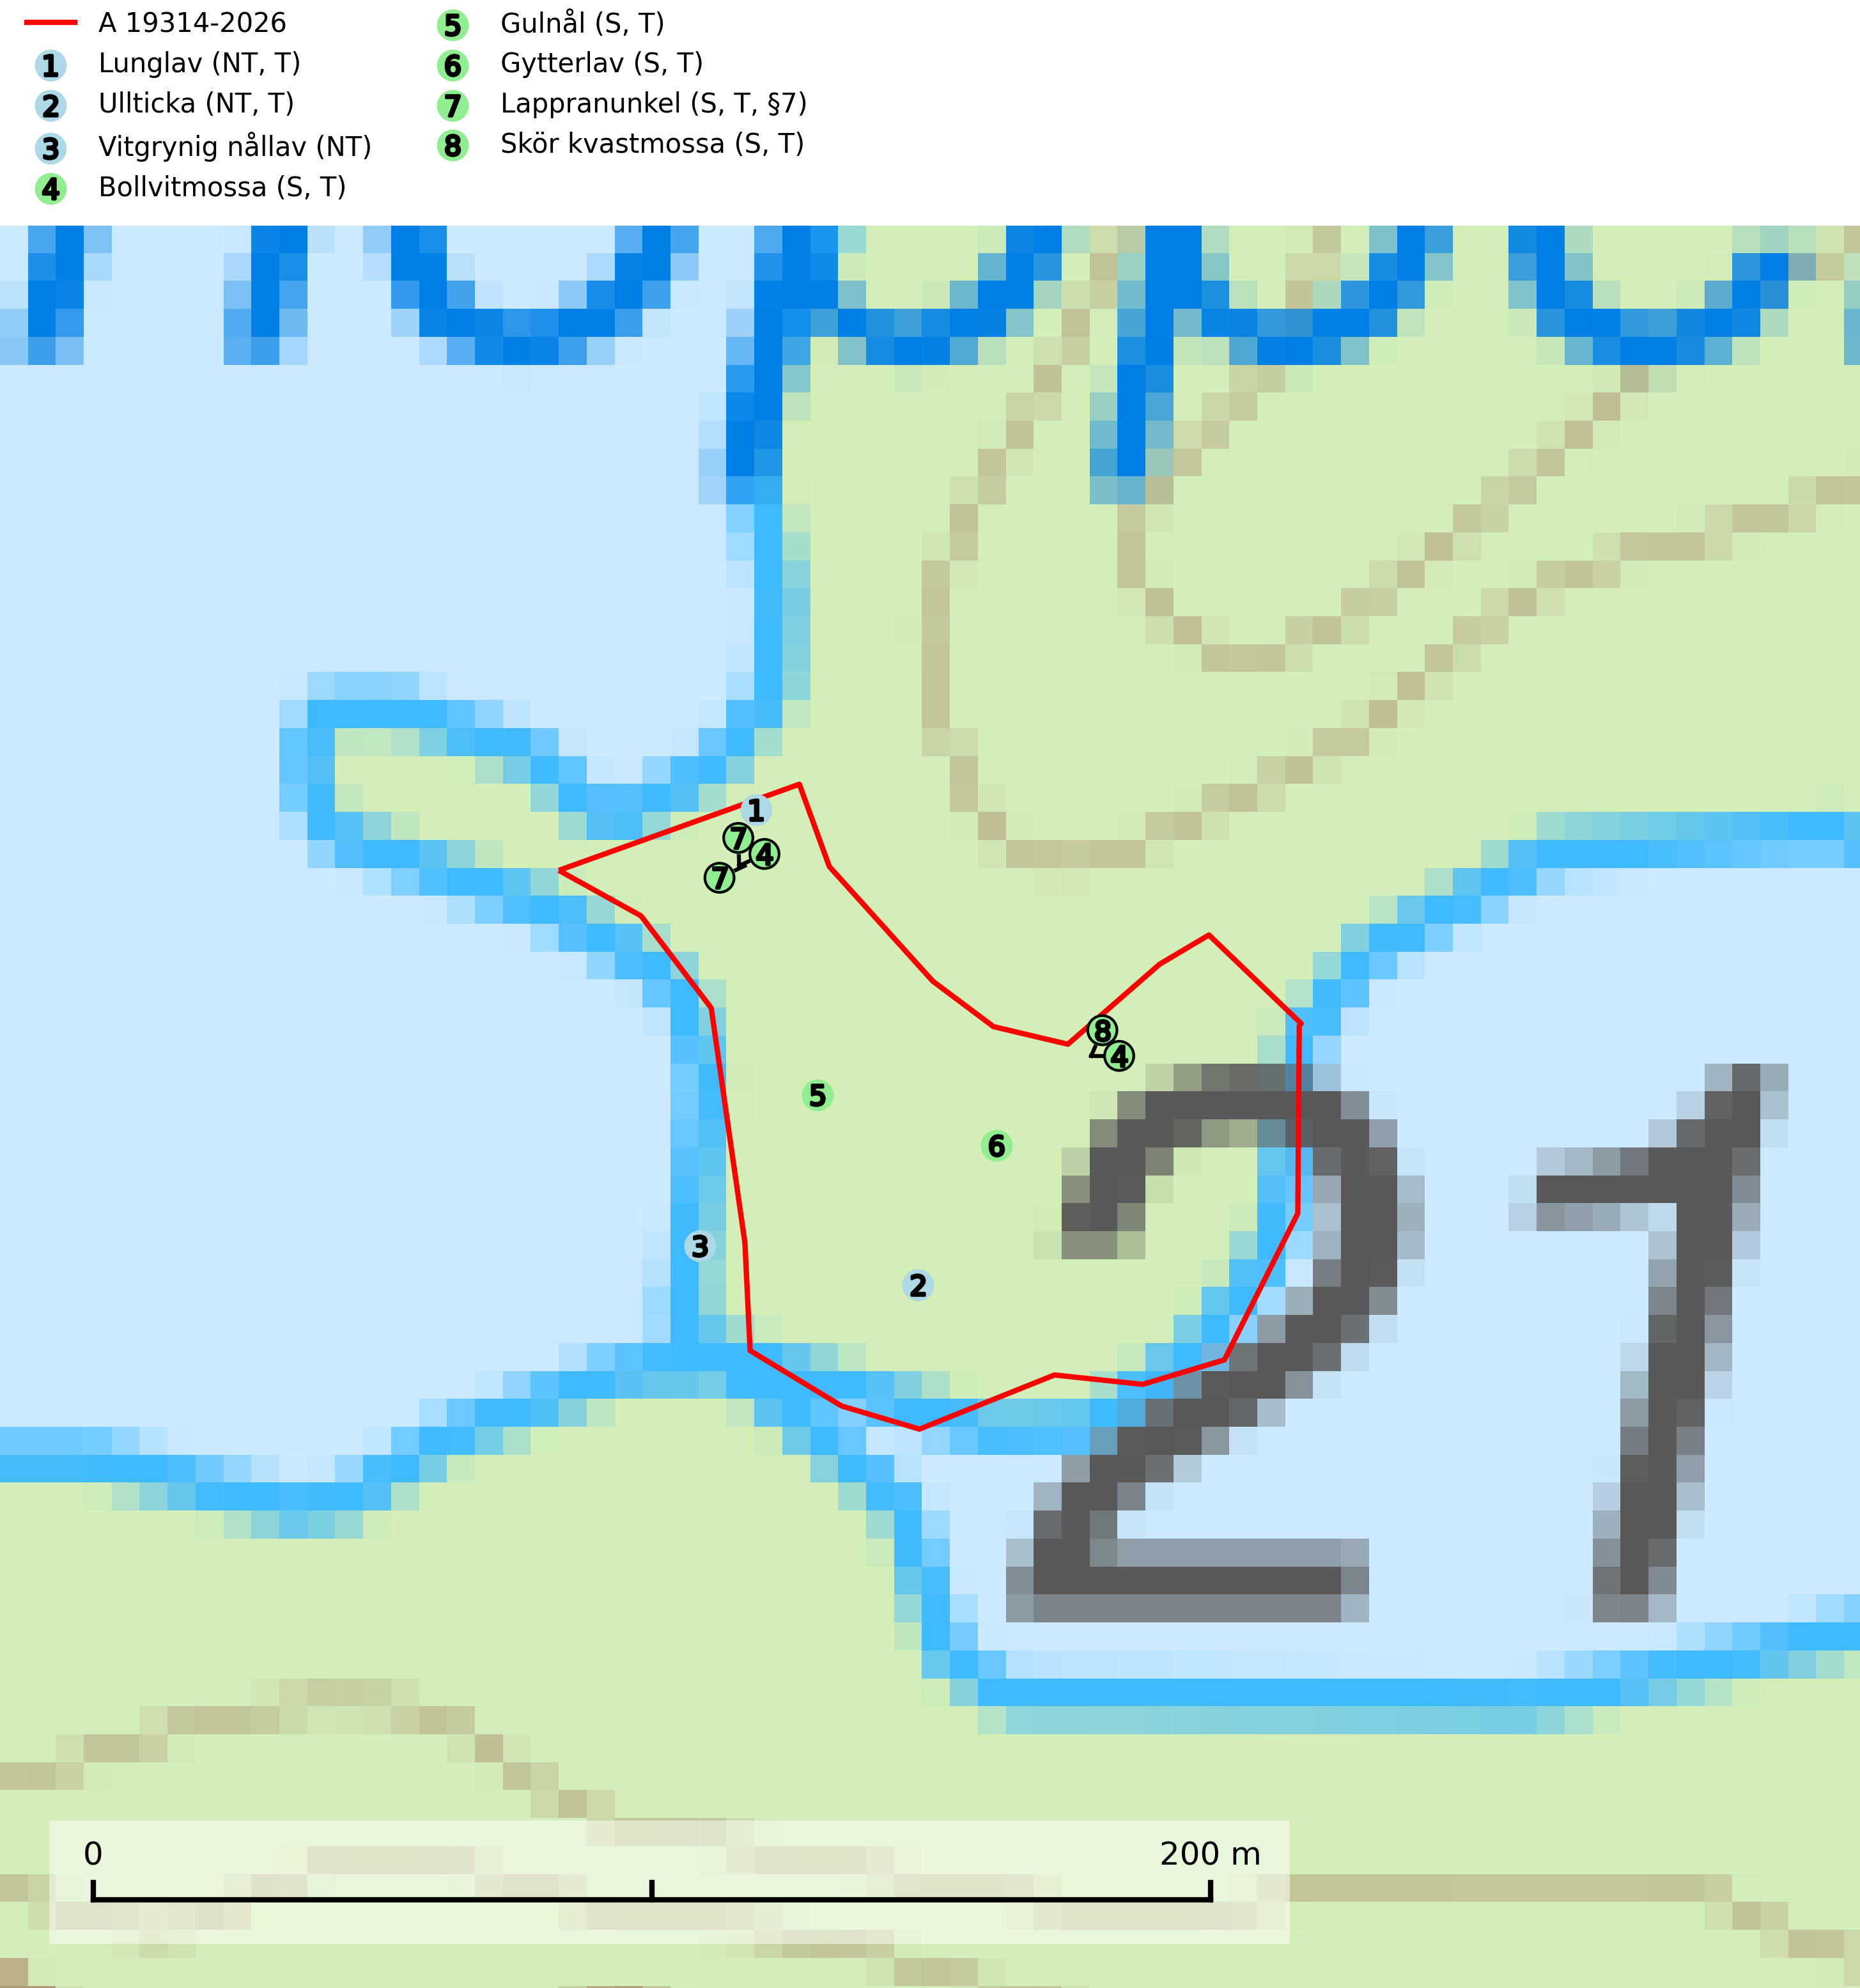 A 19314-2026
1 Lunglav (NT, T)
2 Ullticka (NT, T)
3 Vitgrynig nållav (NT)
4 Bollvitmossa (S, T)
5 Gulnål (S, T)
6 Gytterlav (S, T)
7 Lappranunkel (S, T, §7)
8 Skör kvastmossa (S, T)
1
7
4
7
8
4
5
6
3
2
21
0 200 m